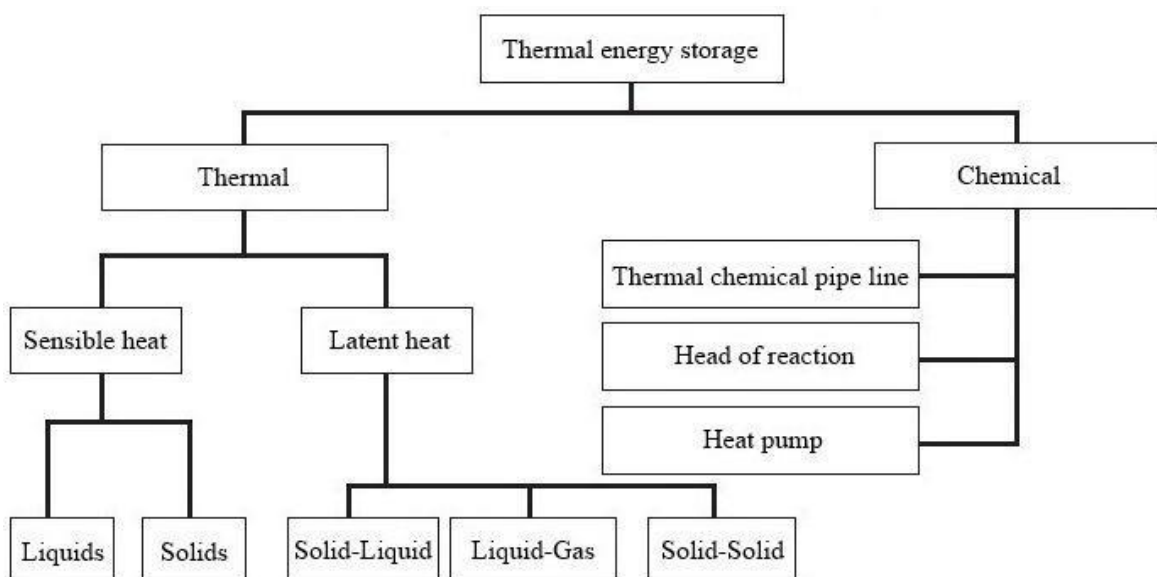 Thermal energy storage
Thermal
Chemical
Thermal chemical pipe line
Sensible heat
Latent heat
Head of reaction
Heat pump
Liquids
Solids
Solid-Liquid
Liquid-Gas
Solid-Solid